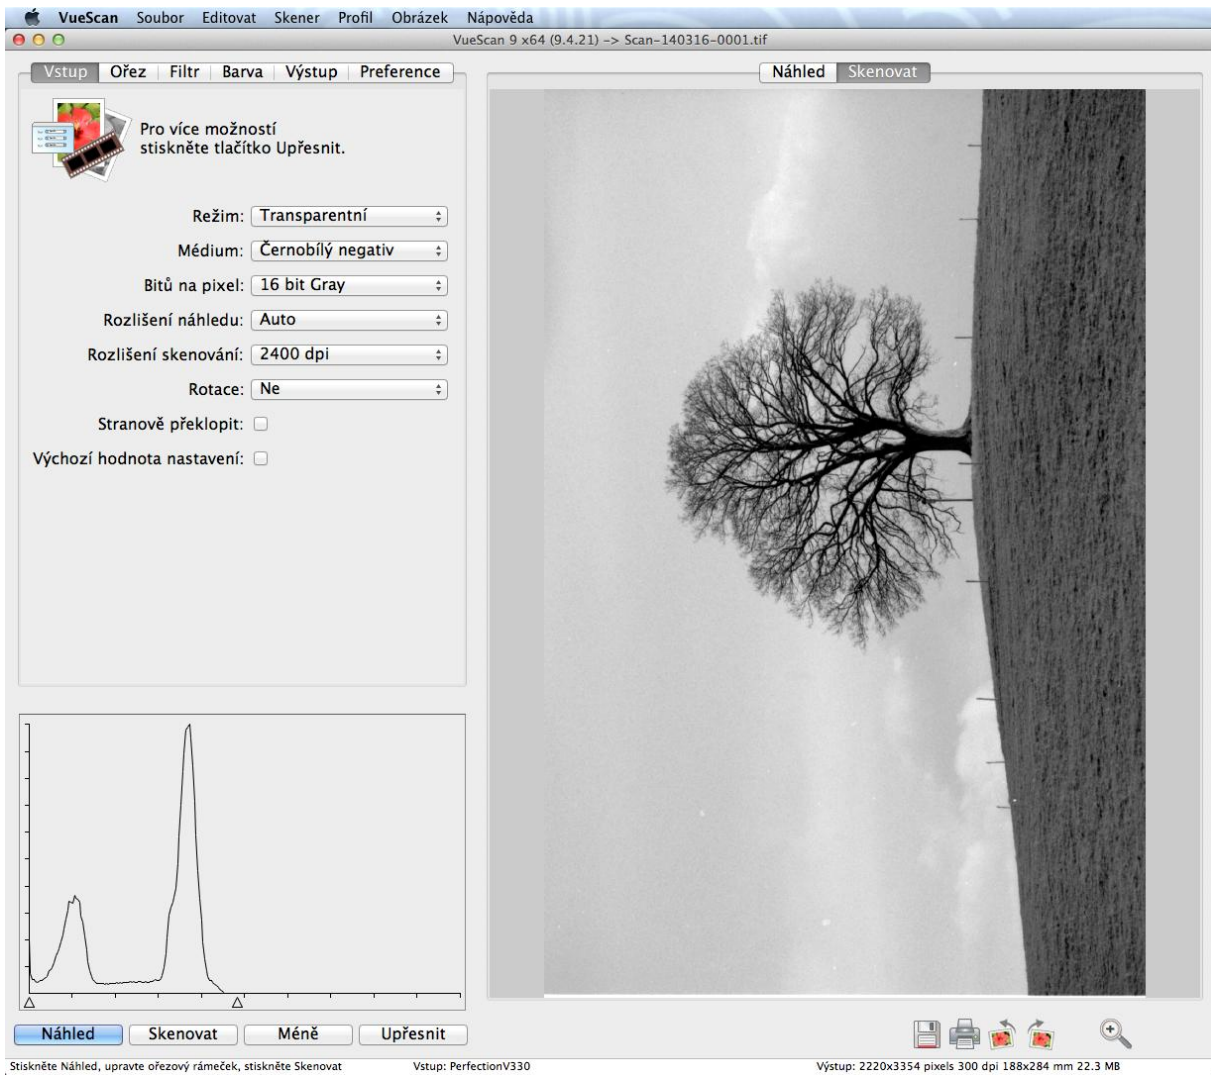 VueScan Soubor Editovat Skener Profil Obrázek Nápověda
VueScan 9 x64 (9.4.21) -> Scan-140316-0001.tif
Vstup Ořez Filtr Barva Výstup Preference
Náhled Skenovat
Pro více možností
stiskněte tlačítko Upřesnit.
Režim: Transparentní
Médium: Černobílý negativ
Bitů na pixel: 16 bit Gray
Rozlišení náhledu: Auto
Rozlišení skenování: 2400 dpi
Rotace: Ne
Stranově překlopit:
Výchozí hodnota nastavení:
Náhled Skenovat Méně Upřesnit
Stiskněte Náhled, upravte ořezový rámeček, stiskněte Skenovat Vstup: PerfectionV330 Výstup: 2220x3354 pixels 300 dpi 188x284 mm 22.3 MB